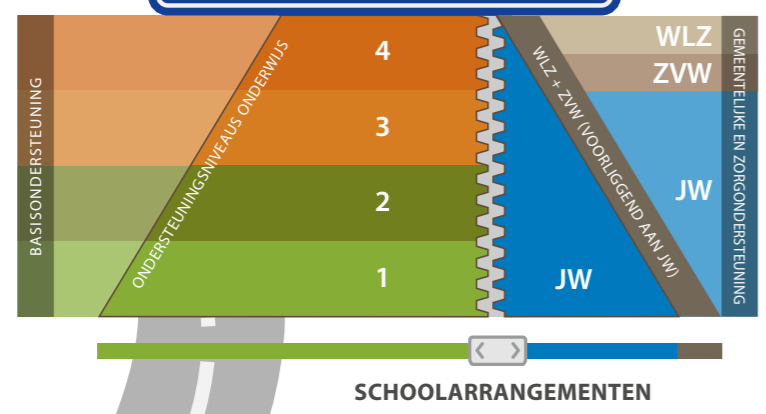 BASISONDERSTEUNING
ONDERSTEUNINGSNIVEAUS ONDERWIJS
4
3
2
1
JW
WLZ + ZVW (VOORLIGGEND AAN JW)
WLZ
ZVW
JW
GEMEENTELIJKE EN ZORGONDERSTEUNING
SCHOOLARRANGEMENTEN